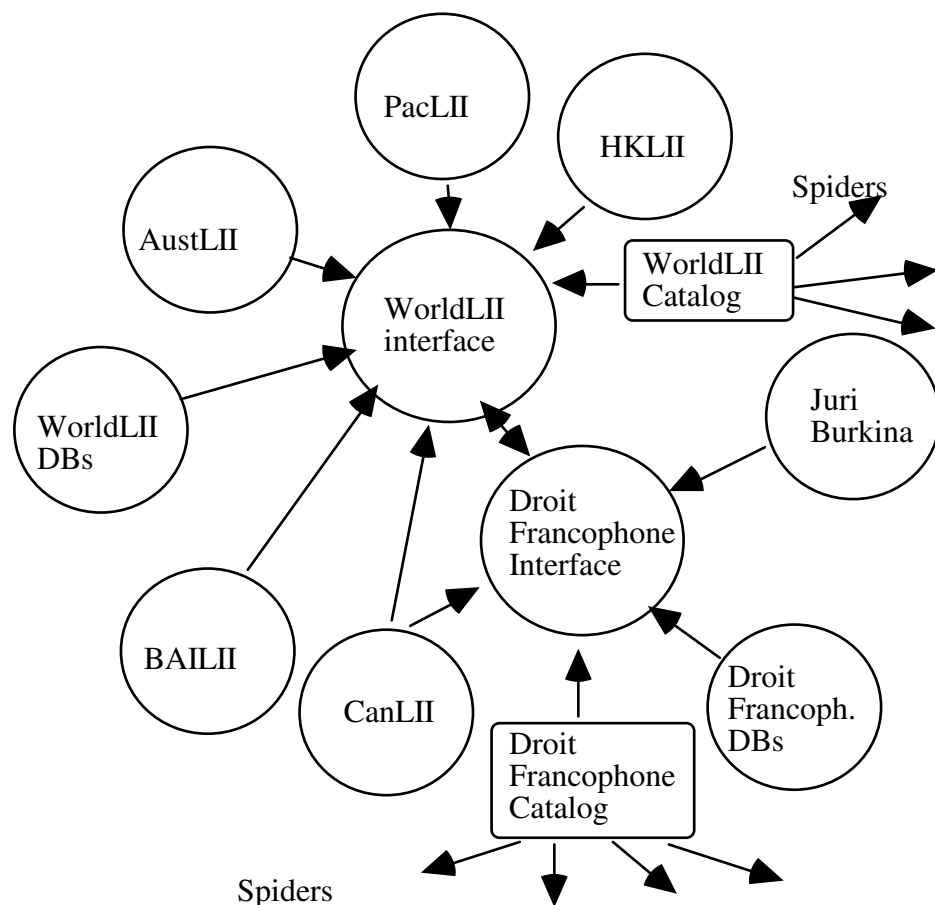 PacLII
HKLII
Spiders
AustLII
WorldLII
Catalog
WorldLII
interface
WorldLII
DBs
Juri
Burkina
Droit
Francophone
Interface
BAILII
CanLII
Droit
Francoph.
DBs
Droit
Francophone
Catalog
Spiders